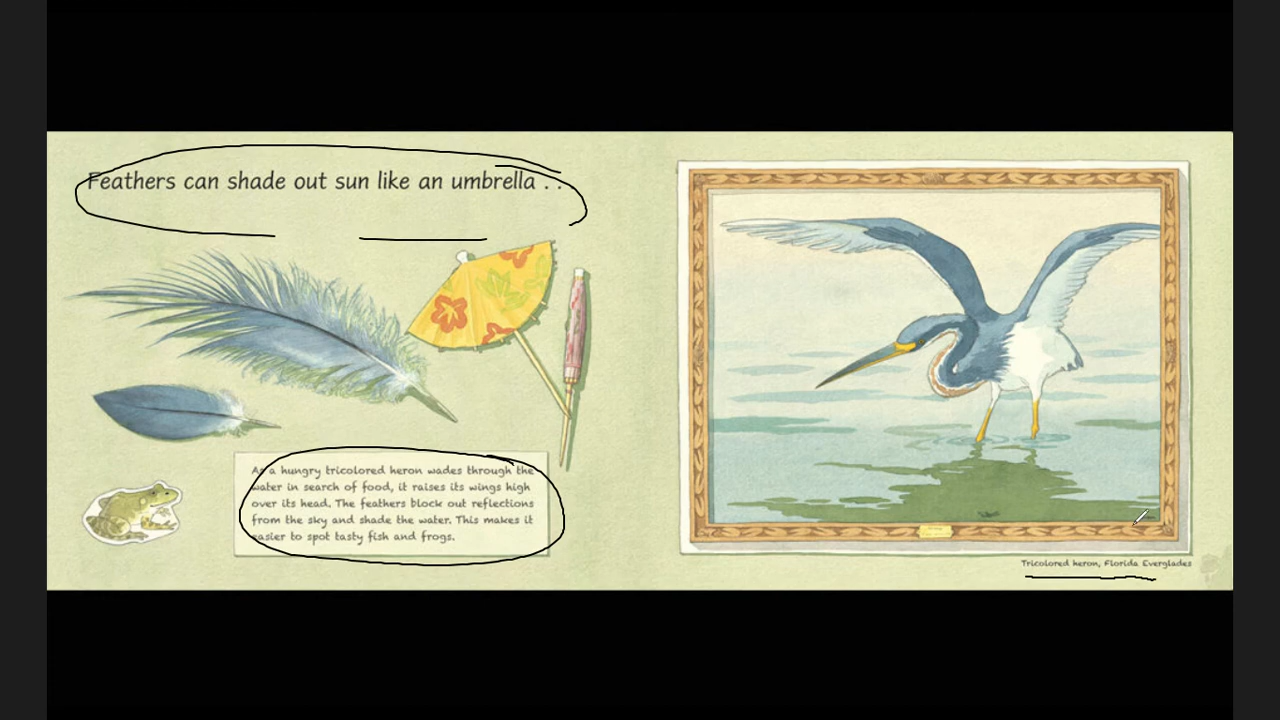 Feathers can shade out sun like an umbrella . .
As a hungry tricolored heron wades through the
water in search of food, it raises its wings high
over its head. The feathers block out reflections
from the sky and shade the water. This makes it
easier to spot tasty fish and frogs.
Tricolored heron, Florida Everglades